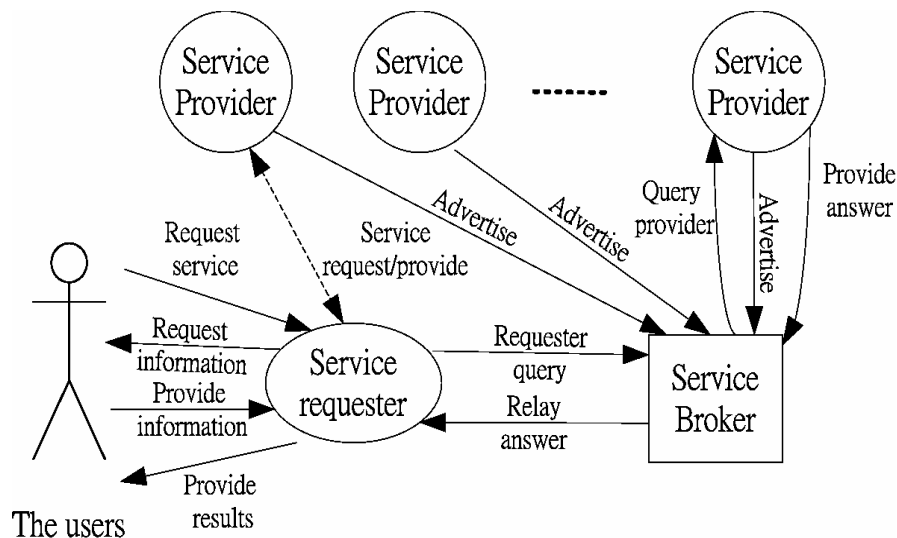 Service
Provider
Service
Provider
Service
Provider
Advertise
Advertise
Query
provider
Advertise
Provide
answer
Request
service
Service
request/provide
Request
information
Provide
information
Service
requester
Requester
query
Relay
answer
Service
Broker
Provide
results
The users